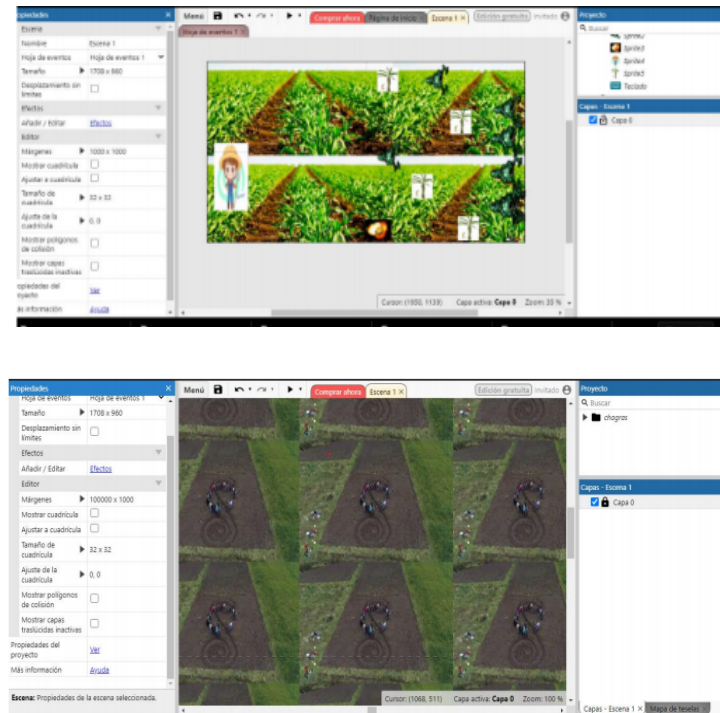 Propiedades
Menú
Comprar ahora
Página de inicio
Escena 1
Edición gratuita
Invitado
Proyecto
Hoja de eventos 1
Buscar
Escena
Nombre Escena 1
Hoja de eventos Hoja de eventos 1
Tamaño 1708 x 960
Desplazamiento sin
límites
Efectos
Añadir / Editar Efectos
Editor
Márgenes 1000 x 1000
Mostrar cuadrícula
Ajustar a cuadrícula
Tamaño de
cuadrícula 32 x 32
Ajuste de la
cuadrícula 0, 0
Mostrar polígonos
de colisión
Mostrar capas
traslúcidas inactivas
opiedades del
oyecto Ver
ás información Ayuda
Sprite3
Sprite4
Sprite5
Teclado
Capas - Escena 1
Capa 0
Cursor: (1950, 1139) Capa activa: Capa 0 Zoom: 35 %
Propiedades
Menú
Comprar ahora
Escena 1
Edición gratuita
Invitado
Proyecto
Buscar
chagras
Hoja de eventos Hoja de eventos 1
Tamaño 1708 x 960
Desplazamiento sin
límites
Efectos
Añadir / Editar Efectos
Editor
Márgenes 100000 x 1000
Mostrar cuadrícula
Ajustar a cuadrícula
Tamaño de
cuadrícula 32 x 32
Ajuste de la
cuadrícula 0, 0
Mostrar polígonos
de colisión
Mostrar capas
traslúcidas inactivas
Propiedades del
proyecto Ver
Más información Ayuda
Escena: Propiedades de la escena seleccionada.
Capas - Escena 1
Capa 0
Cursor: (1068, 511) Capa activa: Capa 0 Zoom: 100 %
Capas - Escena 1
Mapa de teselas